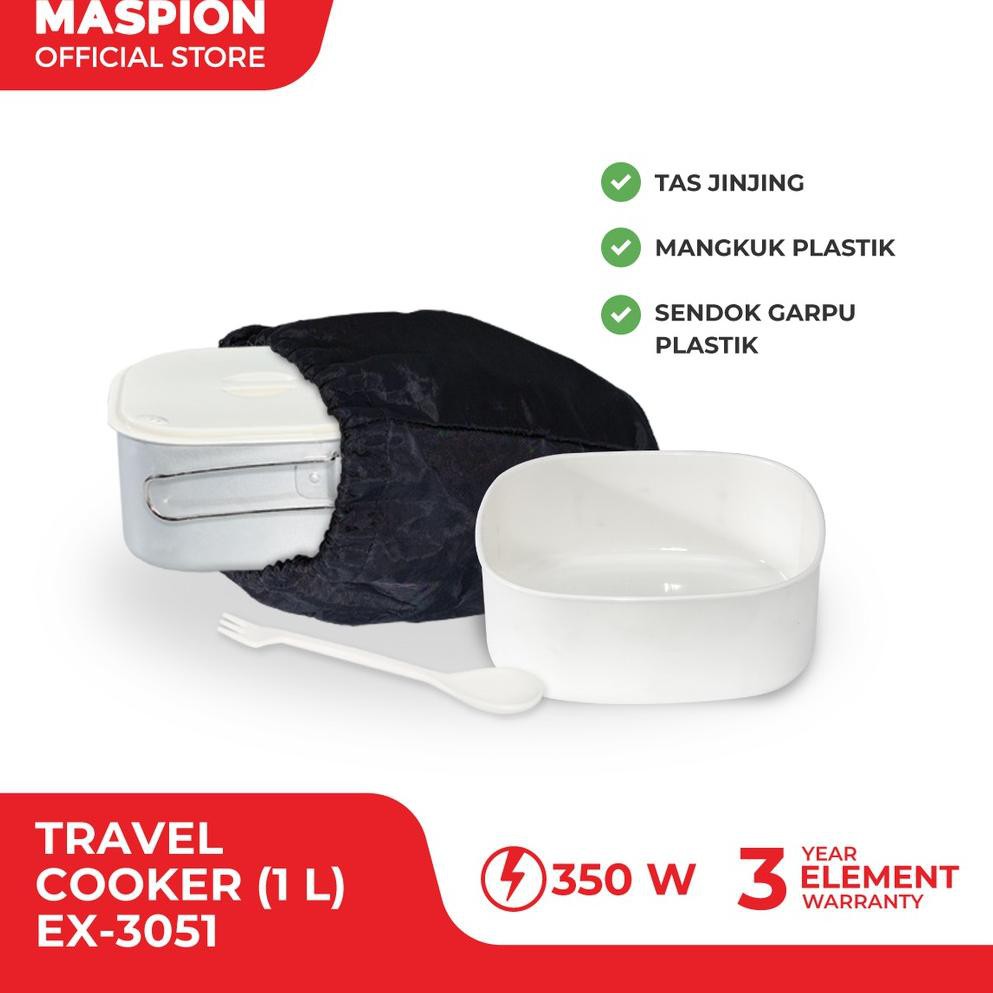 MASPION
OFFICIAL STORE
TAS JINJING
MANGKUK PLASTIK
SENDOK GARPU
PLASTIK
TRAVEL
COOKER (1 L)
EX-3051
350 W
3 YEAR
ELEMENT
WARRANTY